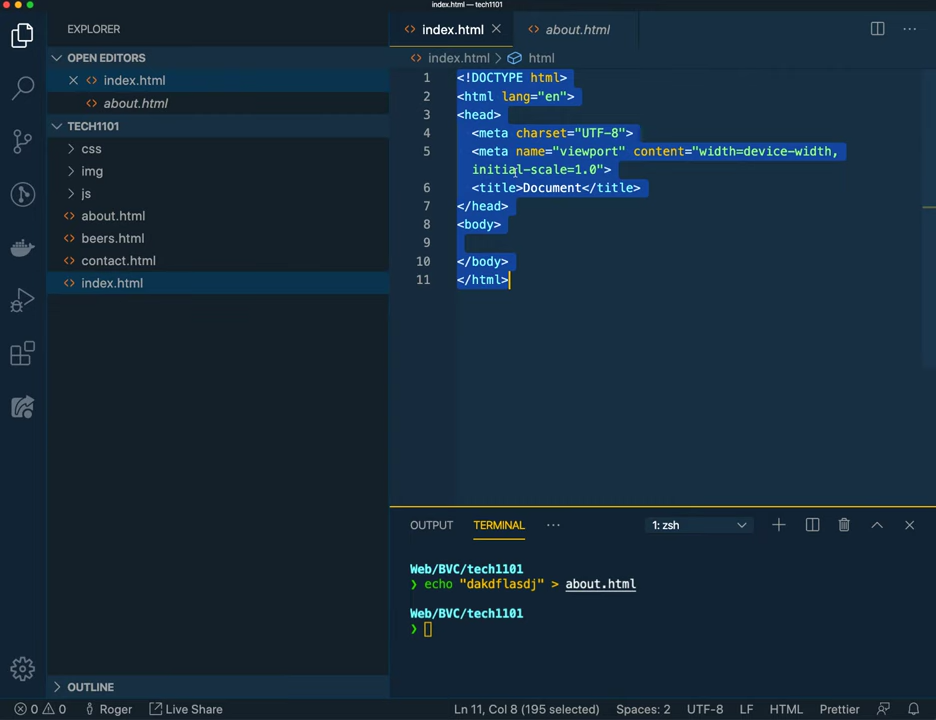 index.html — tech1101
EXPLORER
OPEN EDITORS
index.html
about.html
TECH1101
css
img
js
about.html
beers.html
contact.html
index.html
OUTLINE
index.html
about.html
index.html > html
1 <!DOCTYPE html>
2 <html lang="en">
3 <head>
4 <meta charset="UTF-8">
5 <meta name="viewport" content="width=device-width,
initial-scale=1.0">
6 <title>Document</title>
7 </head>
8 <body>
9
10 </body>
11 </html>
OUTPUT TERMINAL ... 1: zsh
Web/BVC/tech1101
❯ echo "dakdflasdj" > about.html
Web/BVC/tech1101
❯
0 0 Roger Live Share Ln 11, Col 8 (195 selected) Spaces: 2 UTF-8 LF HTML Prettier